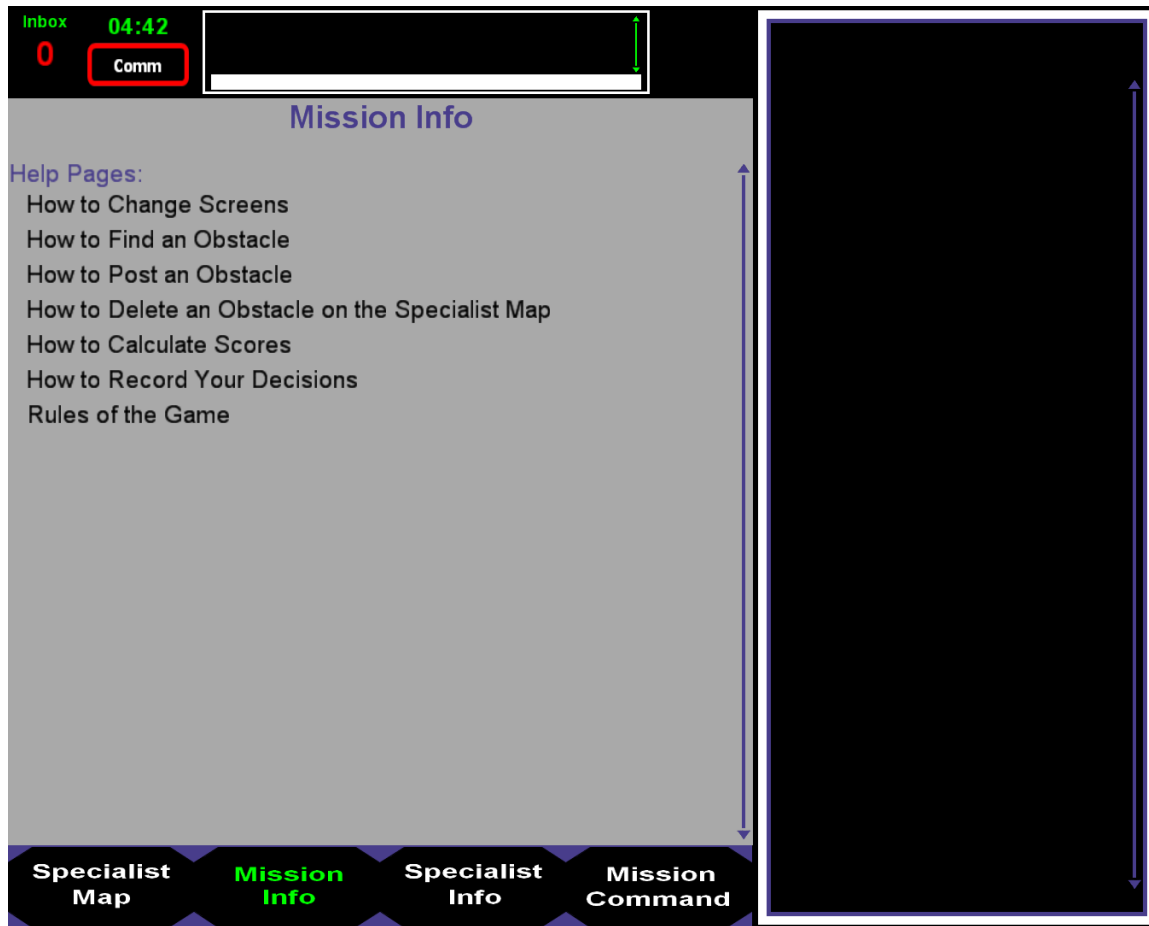 Inbox
04:42
0
Comm
Mission Info
Help Pages:
How to Change Screens
How to Find an Obstacle
How to Post an Obstacle
How to Delete an Obstacle on the Specialist Map
How to Calculate Scores
How to Record Your Decisions
Rules of the Game
Specialist
Map
Mission
Info
Specialist
Info
Mission
Command